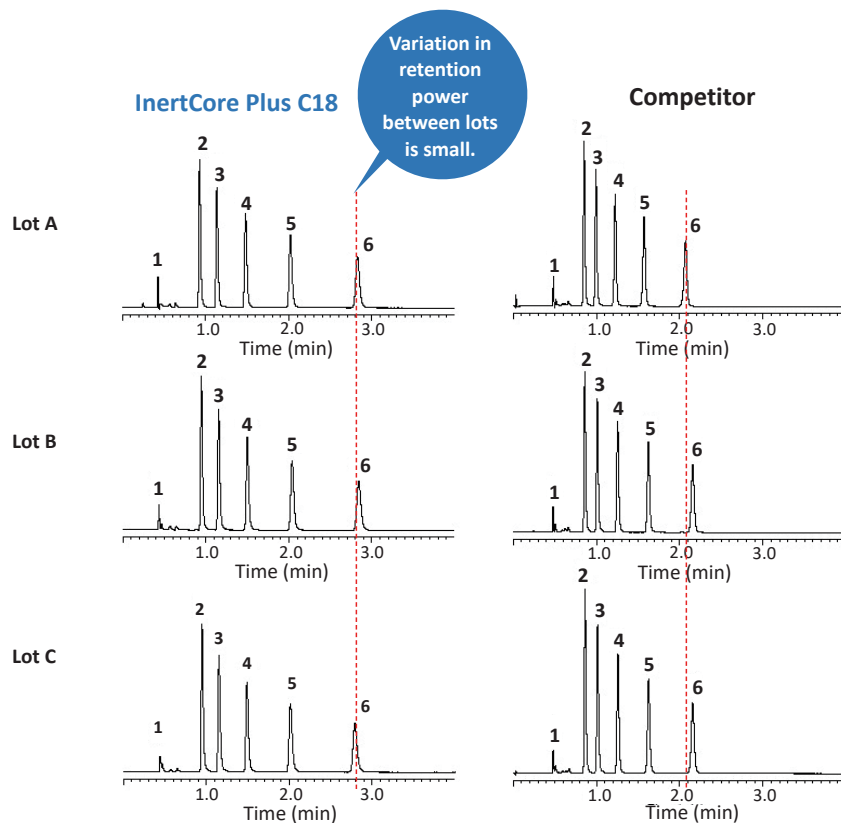 Variation in
retention
power
between lots
is small.
InertCore Plus C18
Competitor
Lot A
1 2 3 4 5 6
1.0 2.0 3.0
Time (min)
1 2 3 4 5 6
1.0 2.0 3.0
Time (min)
Lot B
1 2 3 4 5 6
1.0 2.0 3.0
Time (min)
1 2 3 4 5 6
1.0 2.0 3.0
Time (min)
Lot C
1 2 3 4 5 6
1.0 2.0 3.0
Time (min)
1 2 3 4 5 6
1.0 2.0 3.0
Time (min)